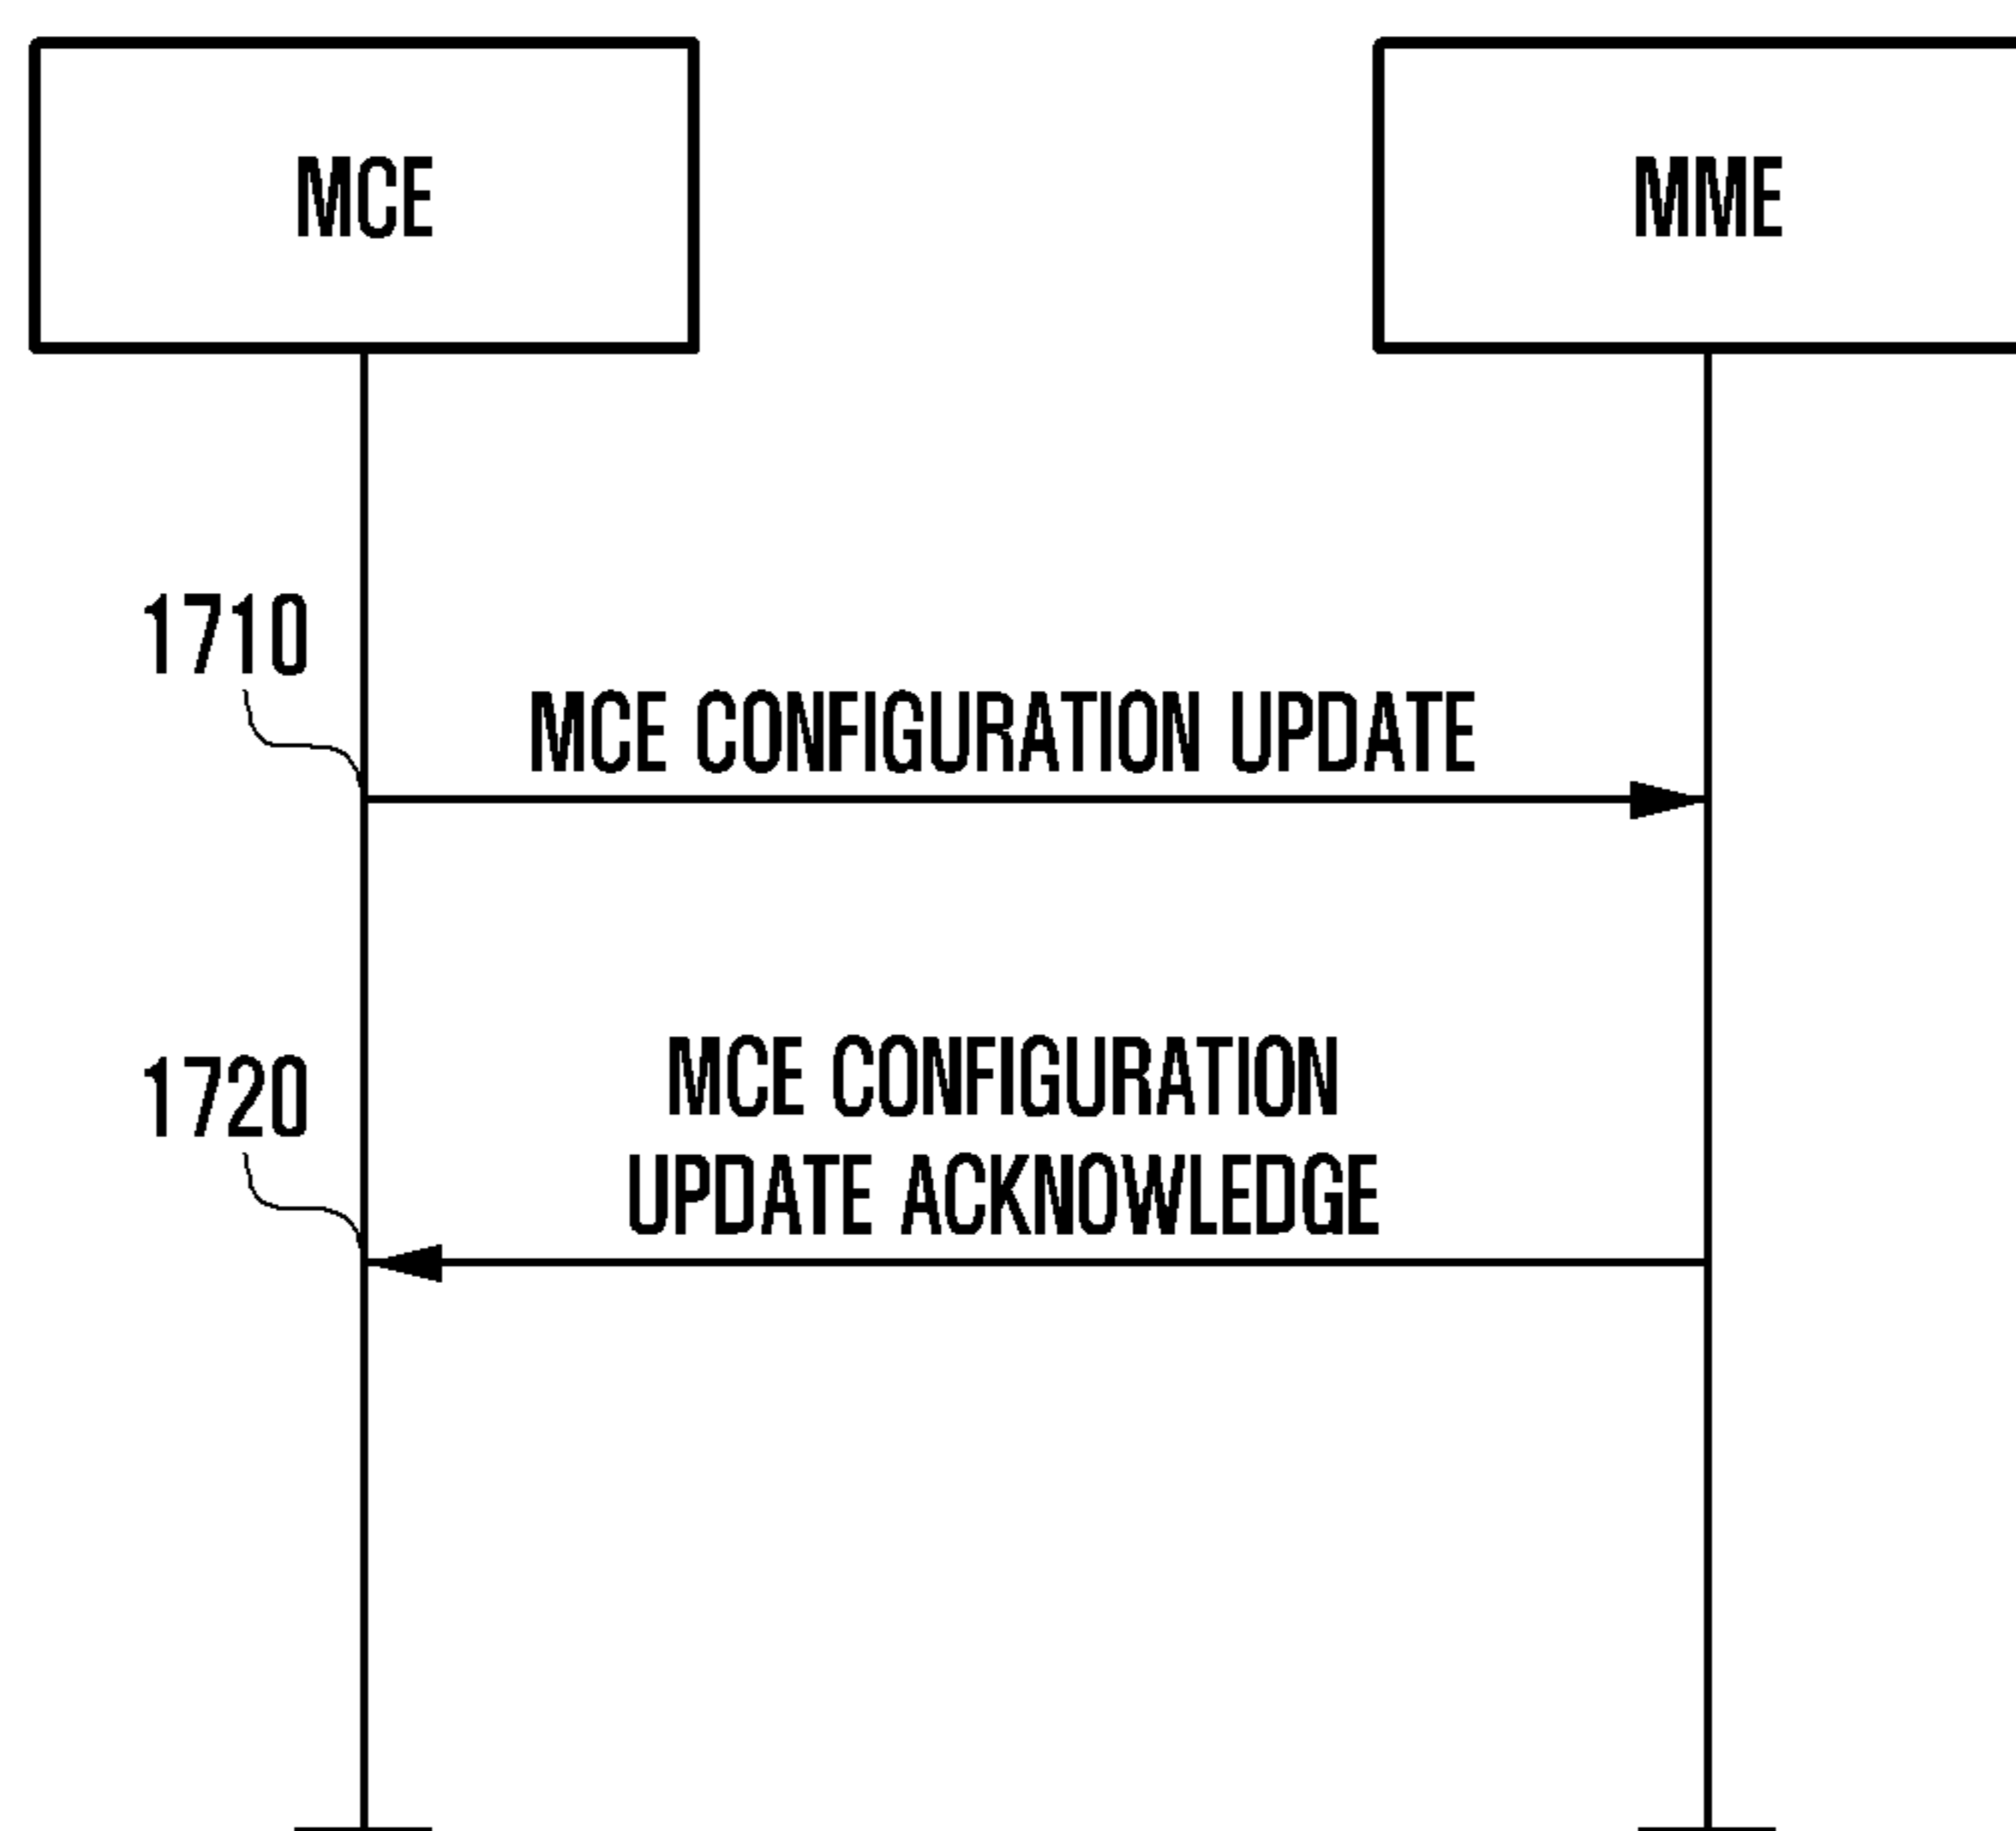 MCE
MME
1710
MCE CONFIGURATION UPDATE
1720
MCE CONFIGURATION
UPDATE ACKNOWLEDGE